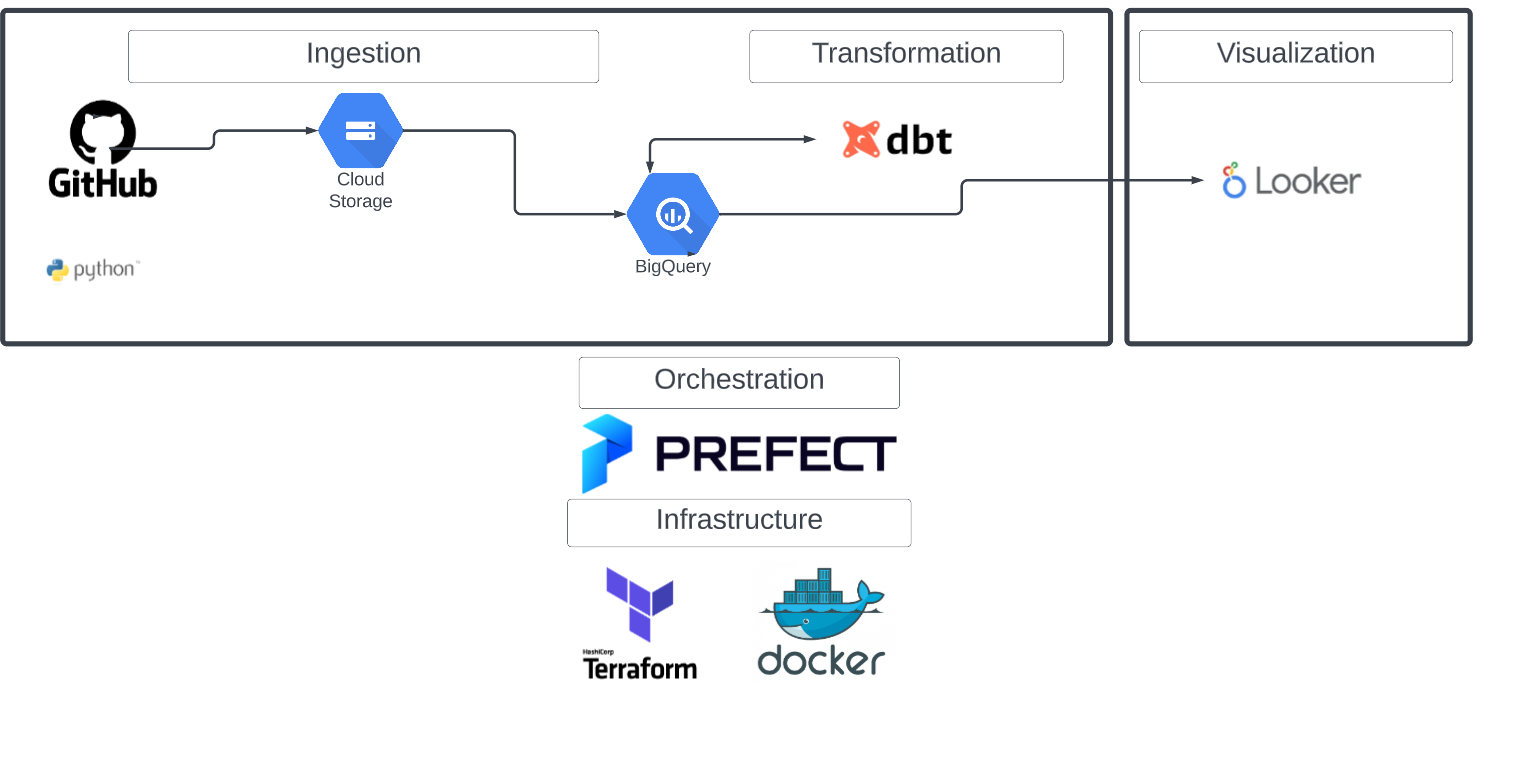 Ingestion
Transformation
Visualization
GitHub
Cloud
Storage
dbt
Looker
BigQuery
python™
Orchestration
PREFECT
Infrastructure
HashiCorp
Terraform
docker